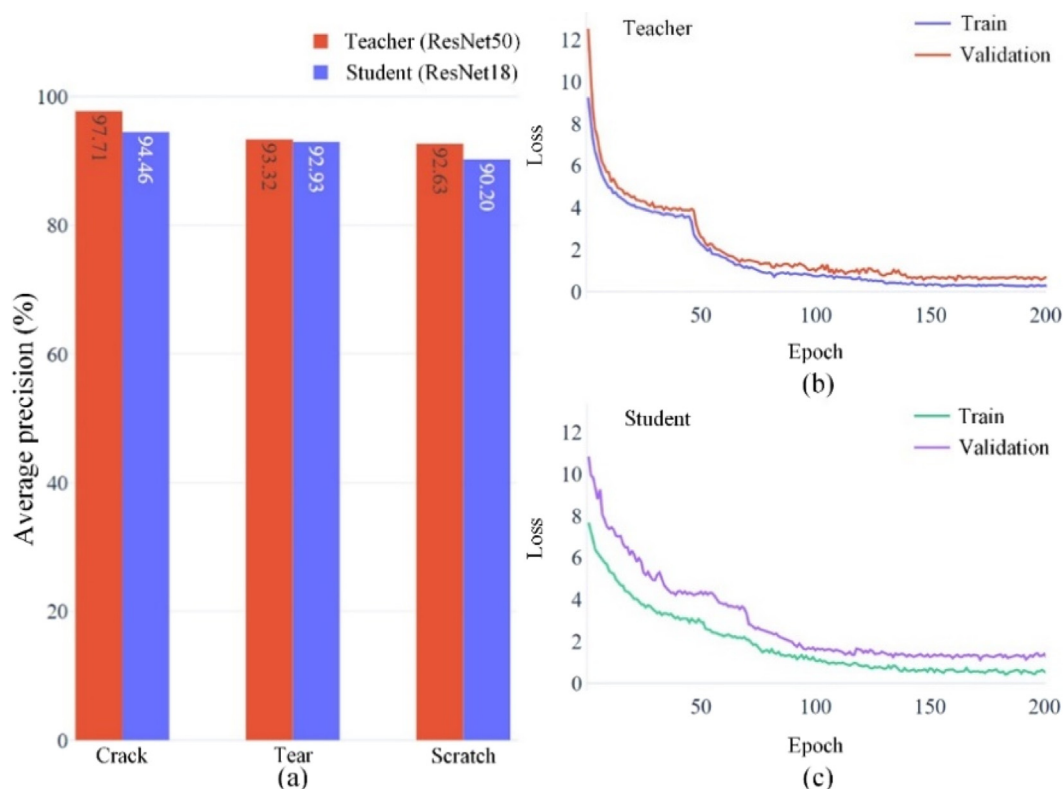 Teacher (ResNet50)
Student (ResNet18)
100
80
60
40
20
0
Average precision (%)
97.71
94.46
93.32
92.93
92.63
90.20
Crack
Tear
Scratch
(a)
Teacher
Train
Validation
12
10
8
6
4
2
0
Loss
50
100
150
200
Epoch
(b)
Student
Train
Validation
12
10
8
6
4
2
0
Loss
50
100
150
200
Epoch
(c)